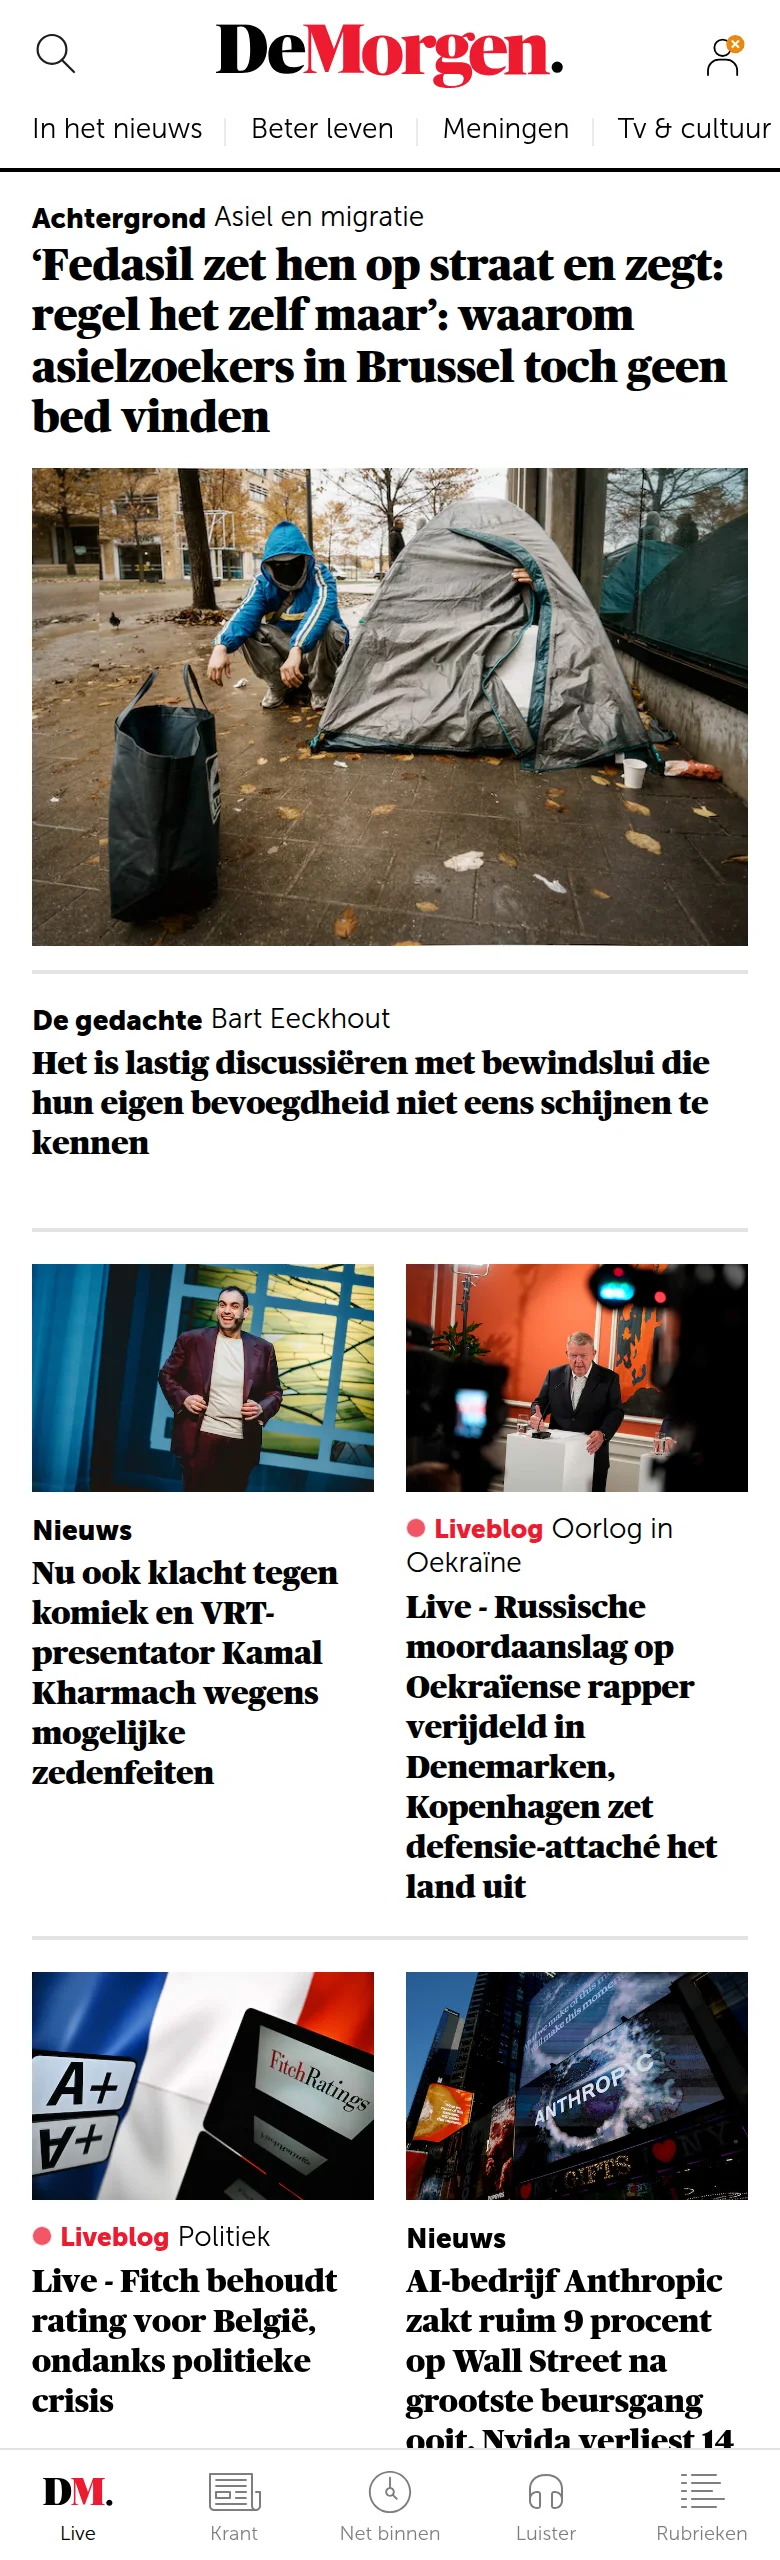 DeMorgen.
In het nieuws
Beter leven
Meningen
Tv & cultuur
Achtergrond Asiel en migratie
‘Fedasil zet hen op straat en zegt:
regel het zelf maar’: waarom
asielzoekers in Brussel toch geen
bed vinden
De gedachte Bart Eeckhout
Het is lastig discussiëren met bewindslui die
hun eigen bevoegdheid niet eens schijnen te
kennen
Nieuws
Nu ook klacht tegen
komiek en VRT-
presentator Kamal
Kharmach wegens
mogelijke
zedenfeiten
Liveblog Oorlog in
Oekraïne
Live - Russische
moordaanslag op
Oekraïense rapper
verijdeld in
Denemarken,
Kopenhagen zet
defensie-attaché het
land uit
A+
A+
FitchRatings
Liveblog Politiek
Live - Fitch behoudt
rating voor België,
ondanks politieke
crisis
ANTHROPIC
GIFTS
NY
Nieuws
AI-bedrijf Anthropic
zakt ruim 9 procent
op Wall Street na
grootste beursgang
ooit, Nvidia verliest 14
DM.
Live
Krant
Net binnen
Luister
Rubrieken